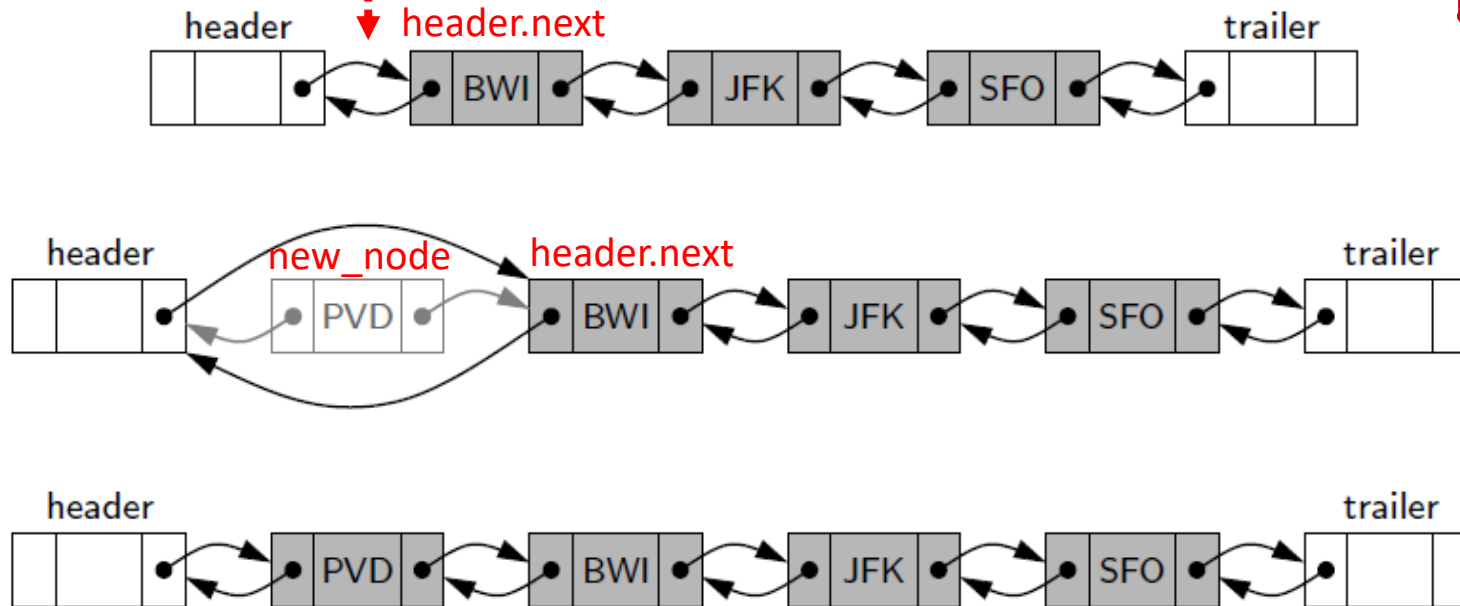 header header.next trailer
BWI JFK SFO
header new_node header.next trailer
PVD BWI JFK SFO
header trailer
PVD BWI JFK SFO